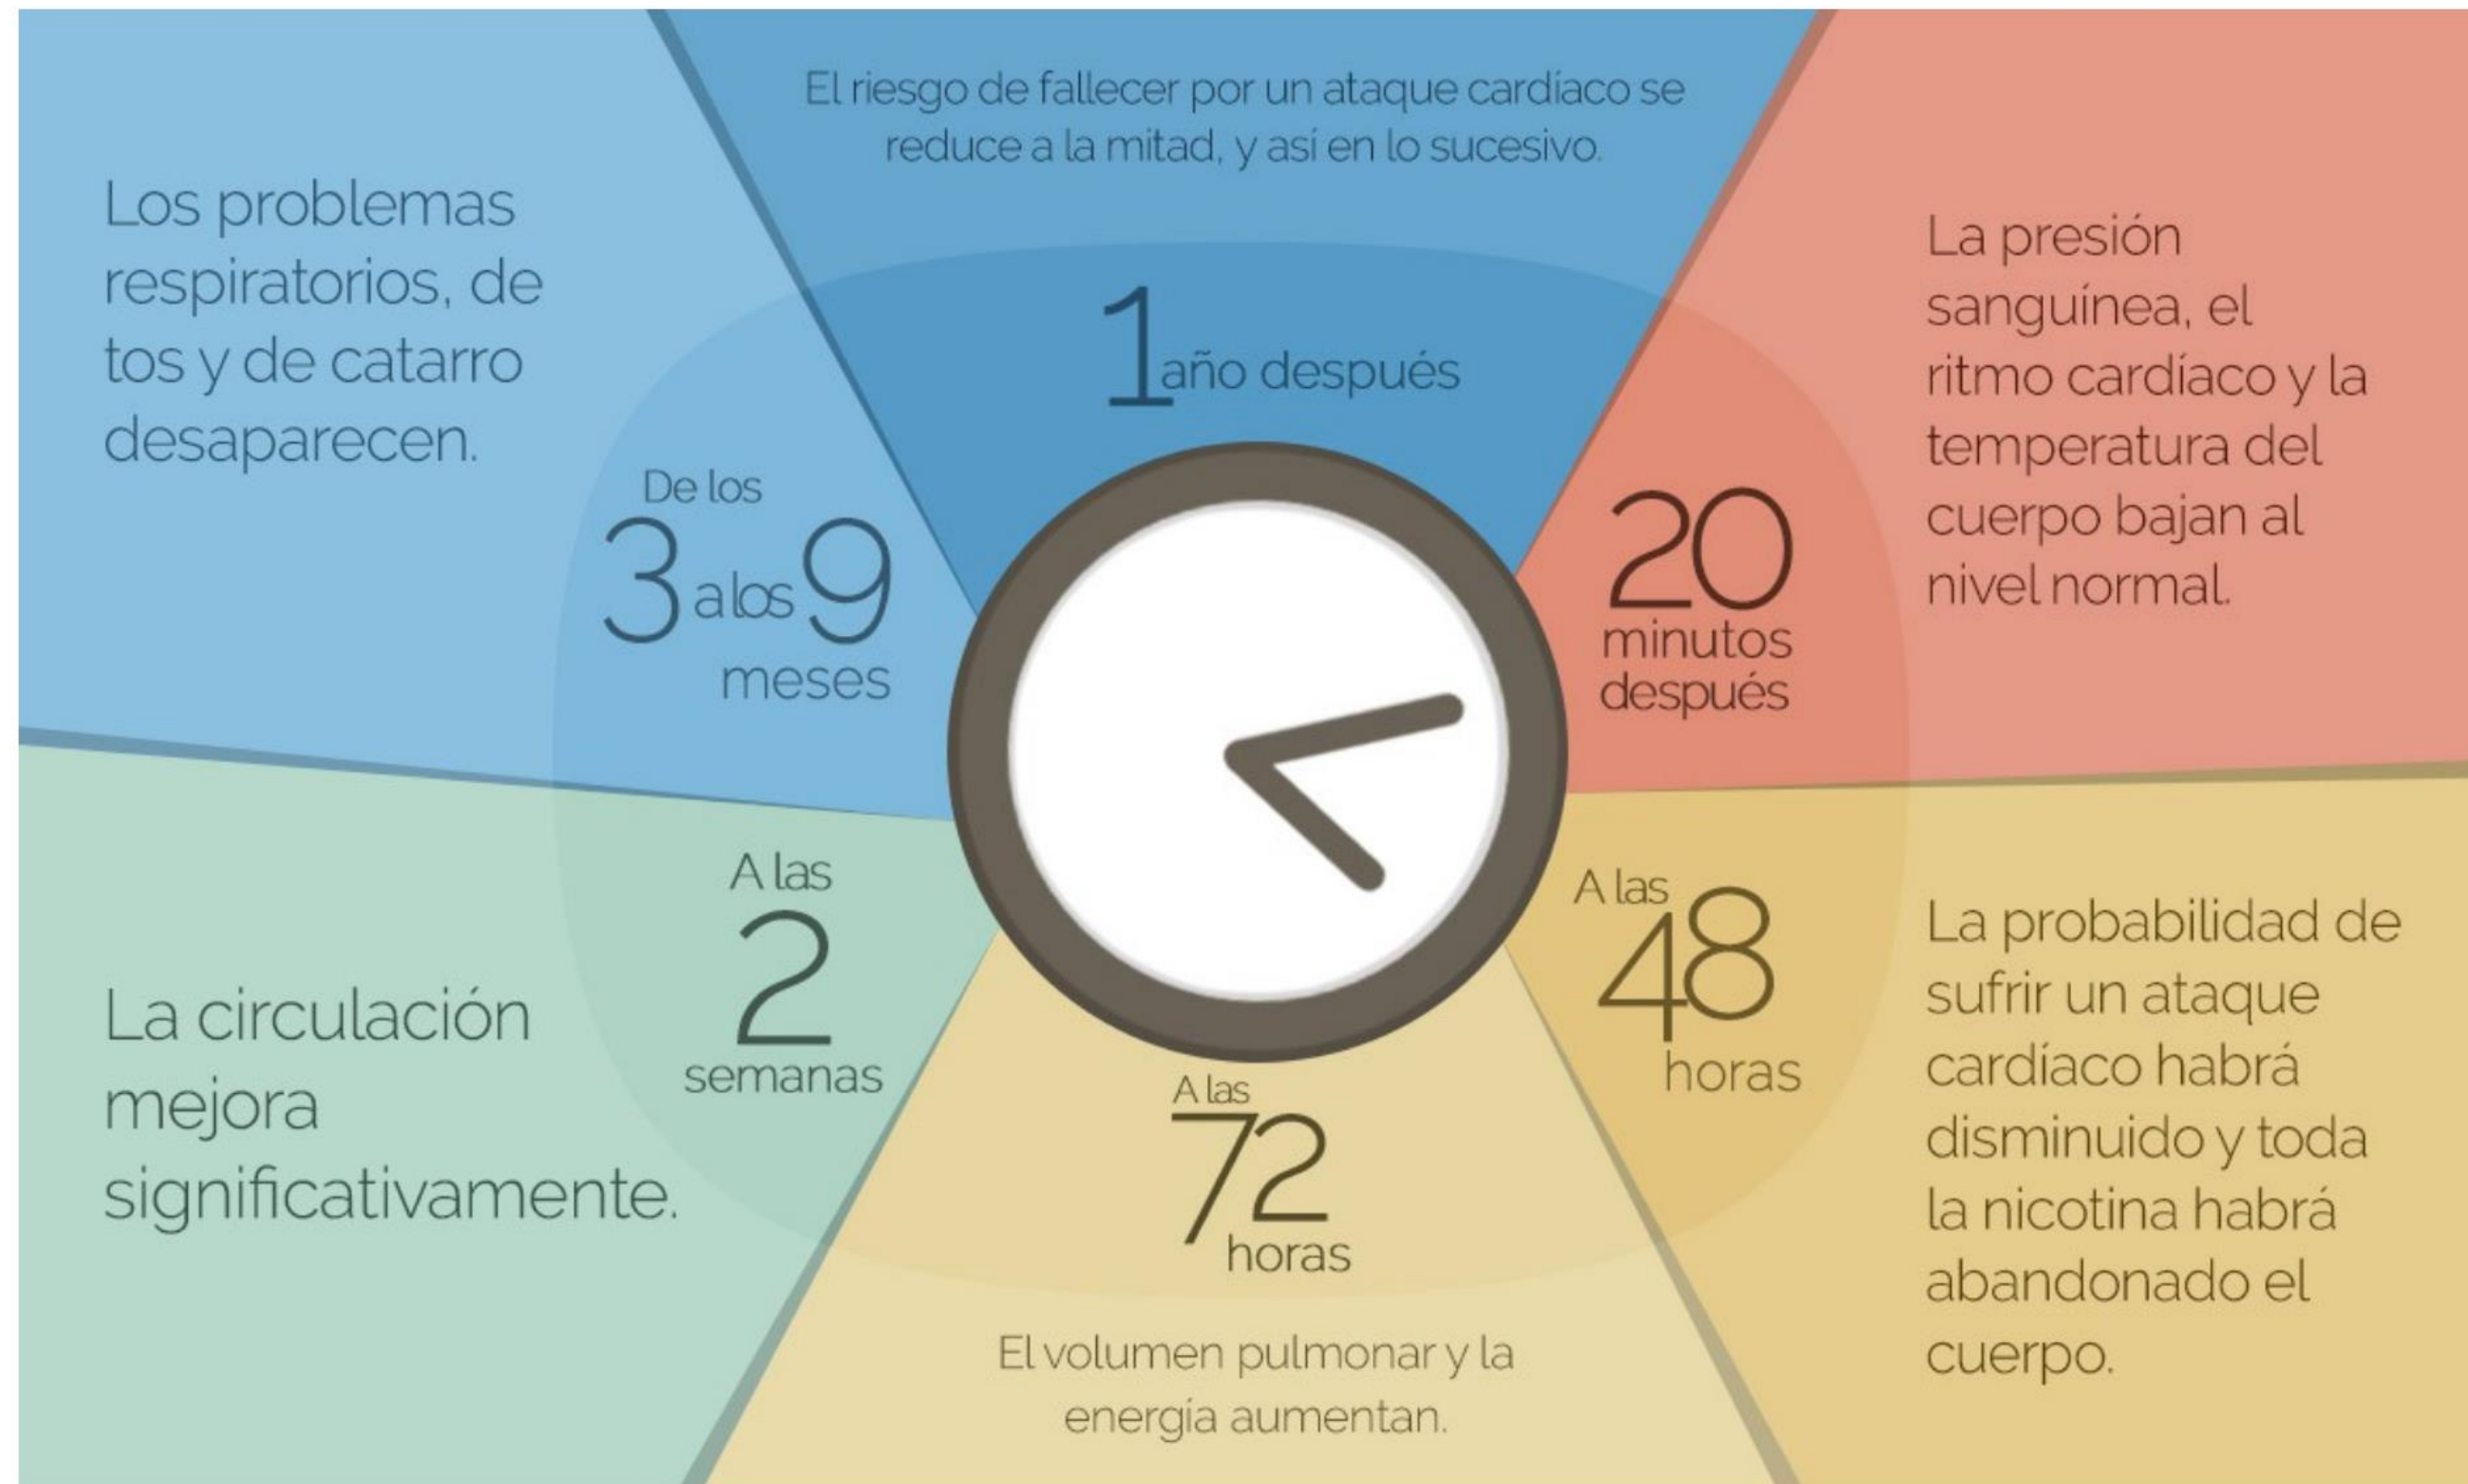 El riesgo de fallecer por un ataque cardíaco se
reduce a la mitad, y así en lo sucesivo.
1 año después
La presión
sanguínea, el
ritmo cardíaco y la
temperatura del
cuerpo bajan al
nivel normal.
20
minutos
después
A las
48
horas
La probabilidad de
sufrir un ataque
cardíaco habrá
disminuido y toda
la nicotina habrá
abandonado el
cuerpo.
A las
72
horas
El volumen pulmonar y la
energía aumentan.
A las
2
semanas
La circulación
mejora
significativamente.
De los
3 a los 9
meses
Los problemas
respiratorios, de
tos y de catarro
desaparecen.